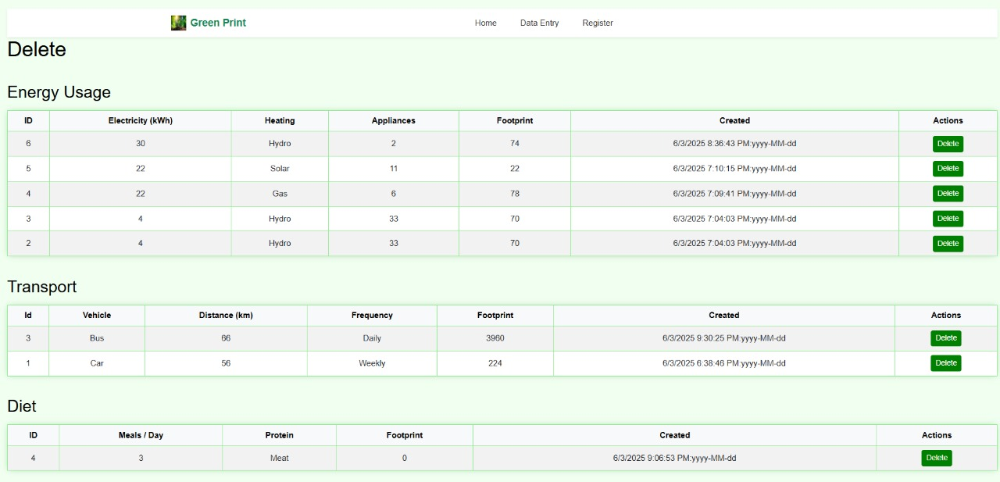 Green Print Home Data Entry Register
Delete
Energy Usage
ID Electricity (kWh) Heating Appliances Footprint Created Actions
6 30 Hydro 2 74 6/3/2025 8:36:43 PM:yyyy-MM-dd Delete
5 22 Solar 11 22 6/3/2025 7:10:15 PM:yyyy-MM-dd Delete
4 22 Gas 6 78 6/3/2025 7:09:41 PM:yyyy-MM-dd Delete
3 4 Hydro 33 70 6/3/2025 7:04:03 PM:yyyy-MM-dd Delete
2 4 Hydro 33 70 6/3/2025 7:04:03 PM:yyyy-MM-dd Delete
Transport
Id Vehicle Distance (km) Frequency Footprint Created Actions
3 Bus 66 Daily 3960 6/3/2025 9:30:25 PM:yyyy-MM-dd Delete
1 Car 56 Weekly 224 6/3/2025 6:38:46 PM:yyyy-MM-dd Delete
Diet
ID Meals / Day Protein Footprint Created Actions
4 3 Meat 0 6/3/2025 9:06:53 PM:yyyy-MM-dd Delete